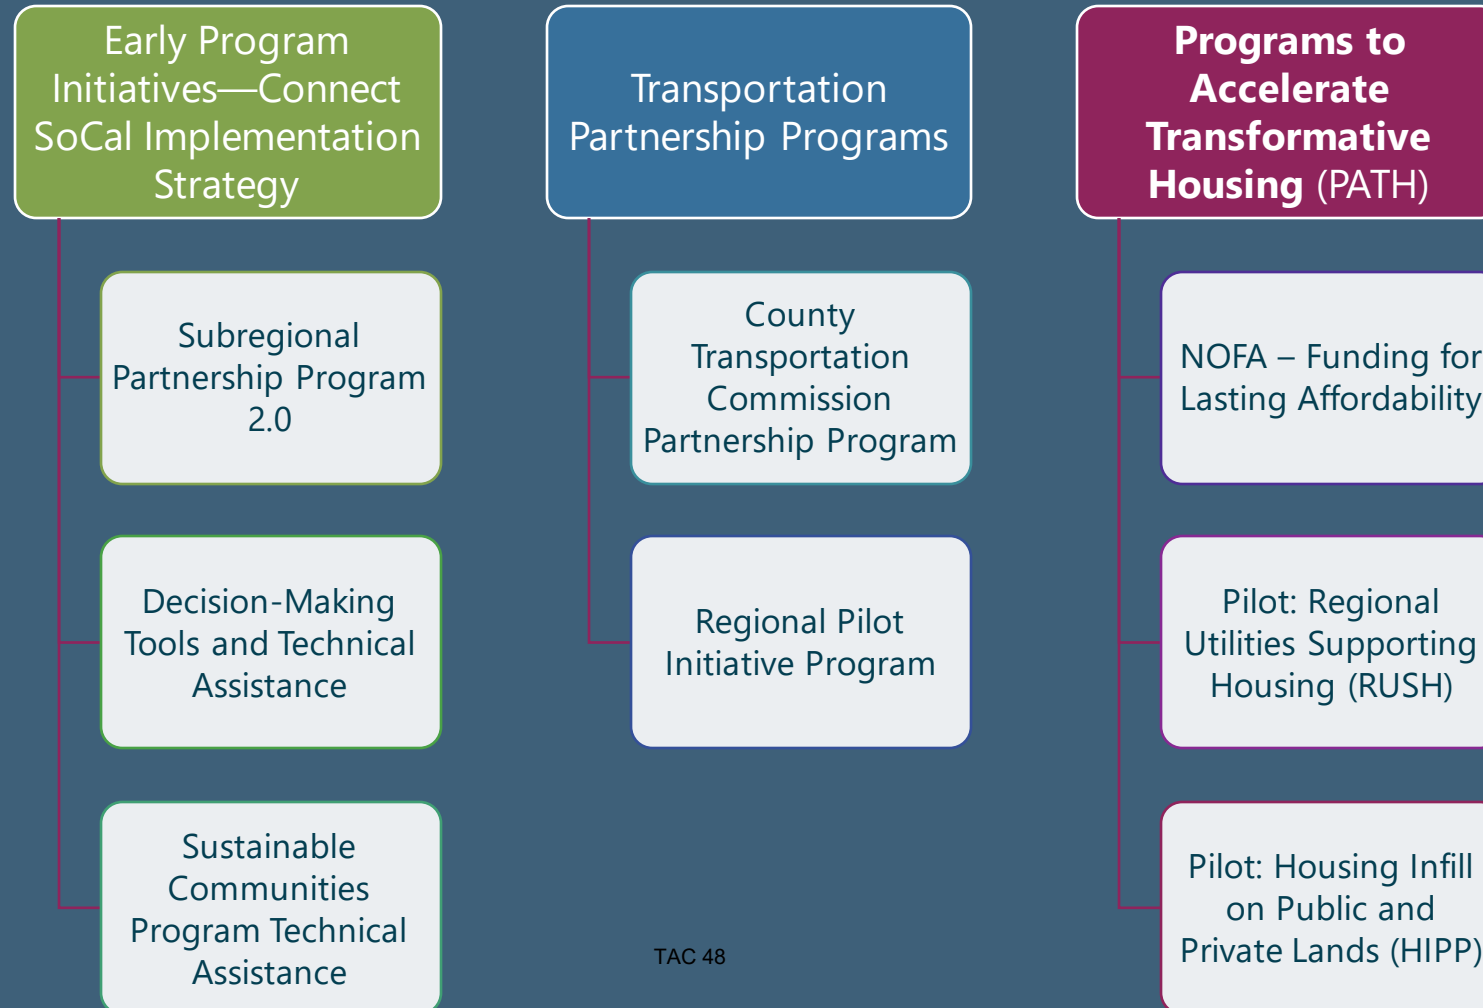 Early Program
Initiatives—Connect
SoCal Implementation
Strategy
Subregional
Partnership Program
2.0
Decision-Making
Tools and Technical
Assistance
Sustainable
Communities
Program Technical
Assistance
Transportation
Partnership Programs
County
Transportation
Commission
Partnership Program
Regional Pilot
Initiative Program
Programs to
Accelerate
Transformative
Housing (PATH)
NOFA – Funding for
Lasting Affordability
Pilot: Regional
Utilities Supporting
Housing (RUSH)
Pilot: Housing Infill
on Public and
Private Lands (HIPP)
TAC 48